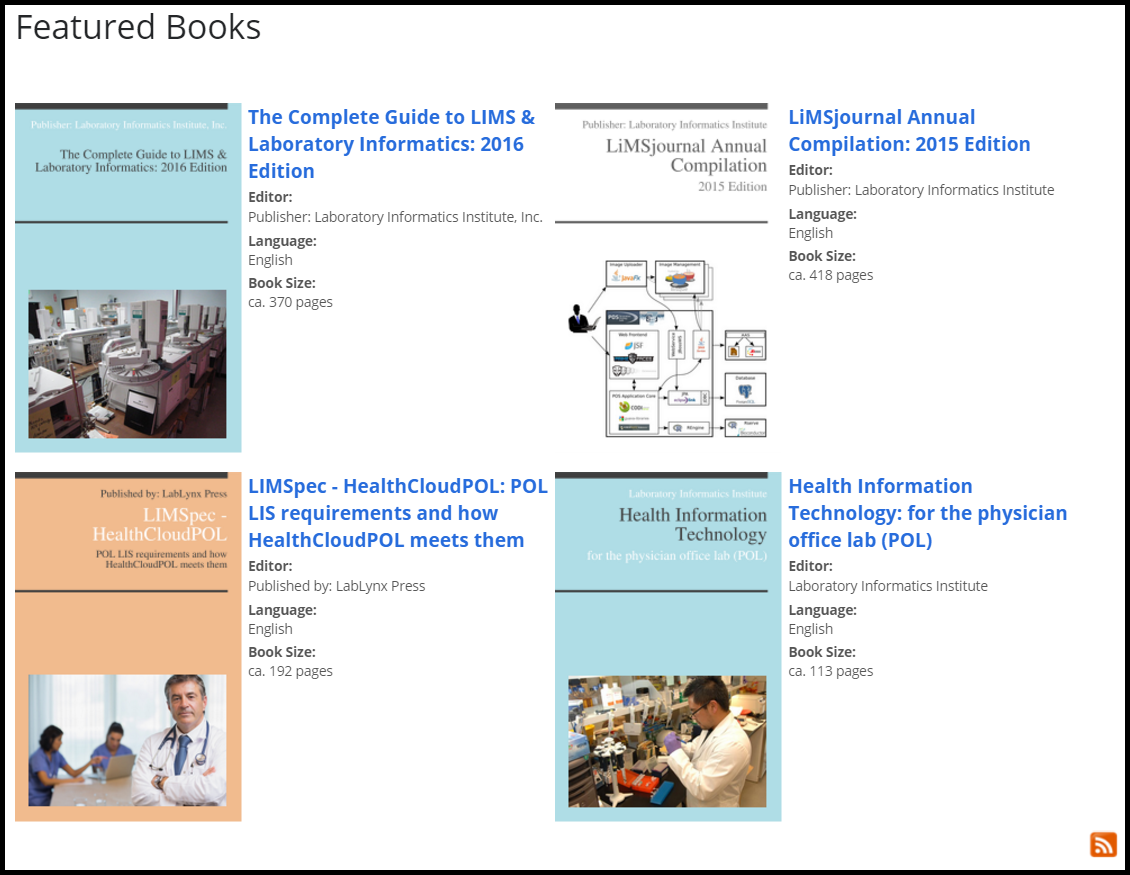 Featured Books
Publisher: Laboratory Informatics Institute, Inc.
The Complete Guide to LIMS &
Laboratory Informatics: 2016 Edition
The Complete Guide to LIMS &
Laboratory Informatics: 2016
Edition
Editor:
Publisher: Laboratory Informatics Institute, Inc.
Language:
English
Book Size:
ca. 370 pages
Publisher: Laboratory Informatics Institute
LiMSjournal Annual
Compilation
2015 Edition
Image Uploader
Image Management
JavaFX
Web Frontend
JSF
POS Application Core
CODI
JPA
REngine
Database
Rserve
LiMSjournal Annual
Compilation: 2015 Edition
Editor:
Publisher: Laboratory Informatics Institute
Language:
English
Book Size:
ca. 418 pages
Published by: LabLynx Press
LIMSpec -
HealthCloudPOL
POL LIS requirements and how
HealthCloudPOL meets them
LIMSpec - HealthCloudPOL: POL
LIS requirements and how
HealthCloudPOL meets them
Editor:
Published by: LabLynx Press
Language:
English
Book Size:
ca. 192 pages
Laboratory Informatics Institute
Health Information
Technology
for the physician office lab (POL)
Health Information
Technology: for the physician
office lab (POL)
Editor:
Laboratory Informatics Institute
Language:
English
Book Size:
ca. 113 pages